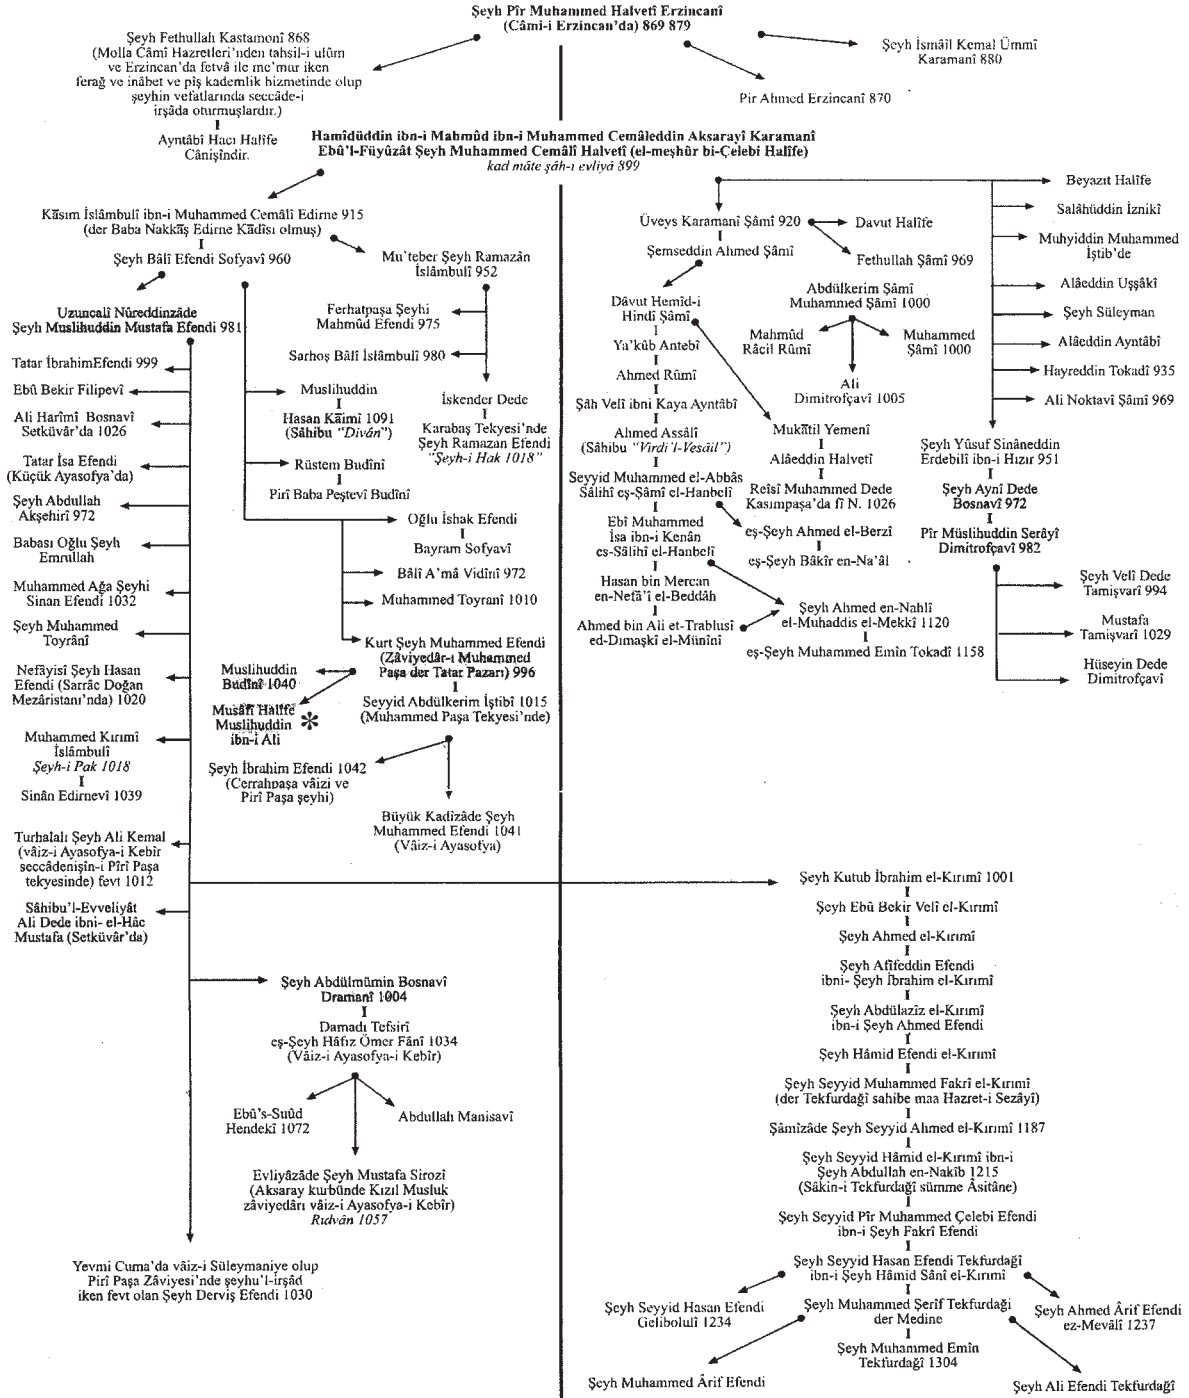 Şeyh Pîr Muhammed Halvetî Erzincanî
(Câmi-i Erzincan'da) 869 879
Şeyh Fethullah Kastamonî 868
(Molla Câmî Hazretleri'nden tahsil-i ulûm
ve Erzincan'da fetvâ ile me'mur iken
ferağ ve inâbet ve piş kademlik hizmetinde olup
şeyhin vefatlarında seccâde-i
irşâda oturmuşlardır.)
Ayntâbî Hacı Halîfe
Cânişîndir.
Şeyh İsmâil Kemal Ümmî
Karamanî 880
Pir Ahmed Erzincanî 870
Hamîdüddin ibn-i Mahmûd ibn-i Muhammed Cemâleddin Aksarayî Karamanî
Ebû'l-Füyûzât Şeyh Muhammed Cemâlî Halvetî (el-meşhûr bi-Çelebi Halîfe)
kad mâte şâh-ı evliyâ 899
Kāsım İslâmbulî ibn-i Muhammed Cemâlî Edirne 915
(der Baba Nakkāş Edirne Kādîsı olmuş)
Şeyh Bâlî Efendi Sofyavî 960
Mu'teber Şeyh Ramazân
İslâmbulî 952
Uzuncalî Nûreddinzâde
Şeyh Muslihuddin Mustafa Efendi 981
Ferhatpaşa Şeyhi
Mahmûd Efendi 975
Sarhoş Bâlî İslâmbulî 980
İskender Dede
Karabaş Tekyesi'nde
Şeyh Ramazan Efendi
"Şeyh-i Hak 1018"
Tatar İbrahimEfendi 999
Ebû Bekir Filipevî
Ali Harîmî Bosnavî
Setküvâr'da 1026
Tatar İsa Efendi
(Küçük Ayasofya'da)
Şeyh Abdullah
Akşehirî 972
Babası Oğlu Şeyh
Emrullah
Muhammed Ağa Şeyhi
Sinan Efendi 1032
Şeyh Muhammed
Toyrânî
Nefâyisî Şeyh Hasan
Efendi (Sarrâc Doğan
Mezâristanı'nda) 1020
Muhammed Kırımî
İslâmbulî
Şeyh-i Pak 1018
Sinân Edirnevî 1039
Turhalalı Şeyh Ali Kemal
(vâiz-i Ayasofya-i Kebîr
seccâdenişîn-i Pîrî Paşa
tekyesinde) fevt 1012
Sâhibu'l-Evveliyât
Ali Dede ibni- el-Hâc
Mustafa (Setküvâr'da)
Muslihuddin
Hasan Kāimî 1091
(Sâhibu "Divân")
Rüstem Budînî
Pirî Baba Peştevî Budînî
Oğlu İshak Efendi
Bayram Sofyavî
Bâlî A'mâ Vidînî 972
Muhammed Toyranî 1010
Kurt Şeyh Muhammed Efendi
(Zâviyedâr-ı Muhammed
Paşa der Tatar Pazarı) 996
Muslihuddin
Budînî 1040
Musâfî Halîfe
Muslihuddin
ibn-i Ali
*
Seyyid Abdülkerim İştibî 1015
(Muhammed Paşa Tekyesi'nde)
Şeyh İbrahim Efendi 1042
(Cerrahpaşa vâizi ve
Pirî Paşa şeyhi)
Büyük Kadîzâde Şeyh
Muhammed Efendi 1041
(Vâiz-i Ayasofya)
Şeyh Abdülmümin Bosnavî
Dramanî 1004
Damadı Tefsirî
eş-Şeyh Hâfız Ömer Fânî 1034
(Vâiz-i Ayasofya-i Kebîr)
Ebû's-Suûd
Hendekî 1072
Abdullah Manisavî
Evliyâzâde Şeyh Mustafa Sirozî
(Aksaray kurbünde Kızıl Musluk
zâviyedârı vâiz-i Ayasofya-i Kebîr)
Rıdvân 1057
Yevmi Cuma'da vâiz-i Süleymaniye olup
Pirî Paşa Zâviyesi'nde şeyhu'l-irşâd
iken fevt olan Şeyh Derviş Efendi 1030
Üveys Karamanî Şâmî 920
Davut Halîfe
Şemseddin Ahmed Şâmî
Fethullah Şâmî 969
Dâvut Hemîd-i
Hindî Şâmî
Ya'kûb Antebî
Ahmed Rûmî
Şâh Velî ibni Kaya Ayntâbî
Ahmed Assâlî
(Sâhibu "Virdi'l-Vesâil")
Seyyid Muhammed el-Abbâs
Sâlihî eş-Şâmî el-Hanbelî
Ebî Muhammed
İsa ibn-i Kenân
es-Sâlihî el-Hanbelî
Hasan bin Mercan
en-Nefâ'î el-Beddâh
Ahmed bin Ali et-Trablusî
ed-Dımaşkî el-Münînî
Abdülkerim Şâmî
Muhammed Şâmî 1000
Mahmûd
Râcil Rûmî
Muhammed
Şâmî 1000
Ali
Dimitrofçavî 1005
Mukātil Yemenî
Alâeddin Halvetî
Reîsî Muhammed Dede
Kasımpaşa'da fî N. 1026
eş-Şeyh Ahmed el-Berzî
eş-Şeyh Bâkîr en-Na'âl
Şeyh Ahmed en-Nahlî
el-Muhaddis el-Mekkî 1120
eş-Şeyh Muhammed Emîn Tokadî 1158
Beyazıt Halîfe
Salâhüddin İznikî
Muhyiddin Muhammed
İştib'de
Alâeddin Uşşâkî
Şeyh Süleyman
Alâeddin Ayntâbî
Hayreddin Tokadî 935
Ali Noktavî Şâmî 969
Şeyh Yûsuf Sinâneddin
Erdebilî ibn-i Hızır 951
Şeyh Aynî Dede
Bosnavî 972
Pîr Müslihuddin Serâyî
Dimitrofçavî 982
Şeyh Velî Dede
Tamişvarî 994
Mustafa
Tamişvarî 1029
Hüseyin Dede
Dimitrofçavî
Şeyh Kutub İbrahim el-Kırımî 1001
Şeyh Ebû Bekir Velî el-Kırımî
Şeyh Ahmed el-Kırımî
Şeyh Afîfeddin Efendi
ibni- Şeyh İbrahim el-Kırımî
Şeyh Abdülazîz el-Kırımî
ibn-i Şeyh Ahmed Efendi
Şeyh Hâmid Efendi el-Kırımî
Şeyh Seyyid Muhammed Fakrî el-Kırımî
(der Tekfurdağî sahibe maa Hazret-i Sezâyî)
Şâmîzâde Şeyh Seyyid Ahmed el-Kırımî 1187
Şeyh Seyyid Hâmid el-Kırımî ibn-i
Şeyh Abdullah en-Nakîb 1215
(Sâkin-i Tekfurdağî sümme Âsitâne)
Şeyh Seyyid Pîr Muhammed Çelebi Efendi
ibn-i Şeyh Fakrî Efendi
Şeyh Seyyid Hasan Efendi Tekfurdağî
ibn-i Şeyh Hâmid Sânî el-Kırımî
Şeyh Seyyid Hasan Efendi
Gelibolulî 1234
Şeyh Muhammed Şerîf Tekfurdaği
der Medine
Şeyh Ahmed Ârif Efendi
ez-Mevâlî 1237
Şeyh Muhammed Emîn
Tekfurdağî 1304
Şeyh Muhammed Ârif Efendi
Şeyh Ali Efendi Tekfurdağî